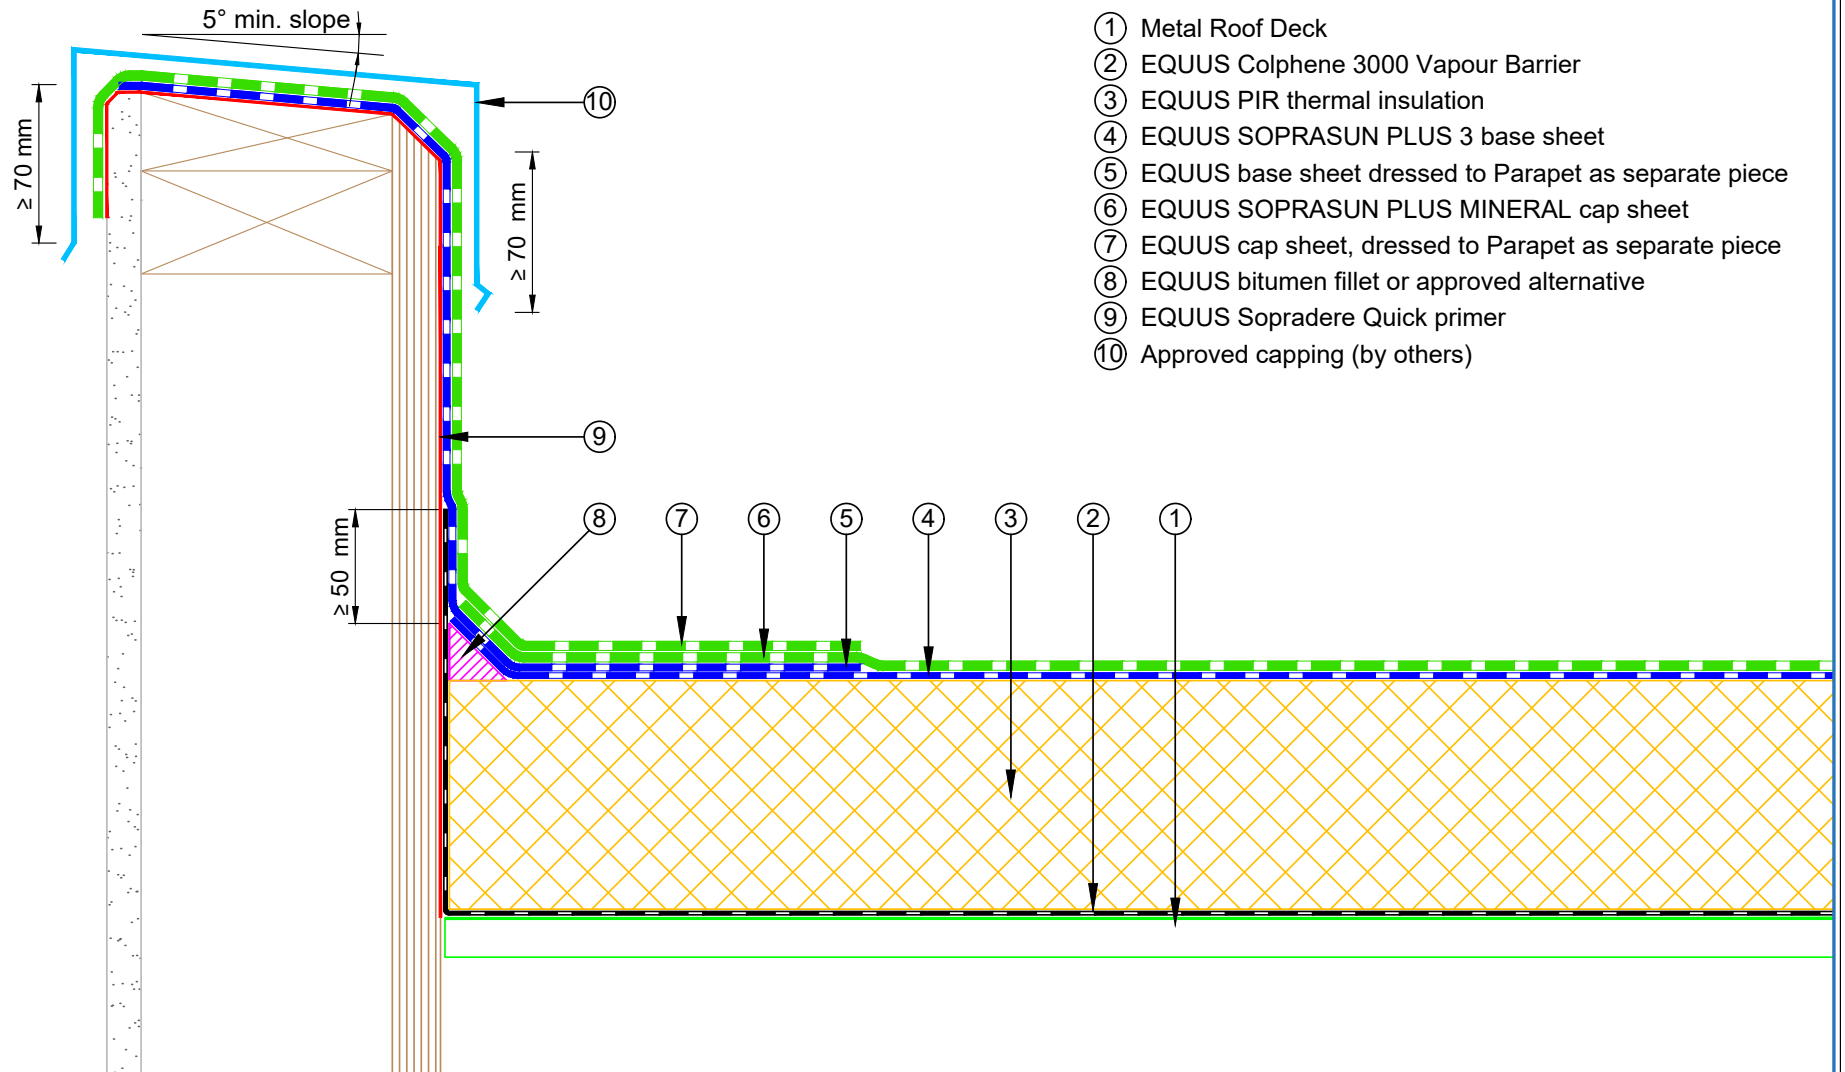 5° min. slope
① Metal Roof Deck
② EQUUS Colphene 3000 Vapour Barrier
③ EQUUS PIR thermal insulation
④ EQUUS SOPRASUN PLUS 3 base sheet
⑤ EQUUS base sheet dressed to Parapet as separate piece
⑥ EQUUS SOPRASUN PLUS MINERAL cap sheet
⑦ EQUUS cap sheet, dressed to Parapet as separate piece
⑧ EQUUS bitumen fillet or approved alternative
⑨ EQUUS Sopradere Quick primer
⑩ Approved capping (by others)
⑩
≥ 70 mm
≥ 70 mm
⑨
≥ 50 mm
⑧ ⑦ ⑥ ⑤ ④ ③ ② ①